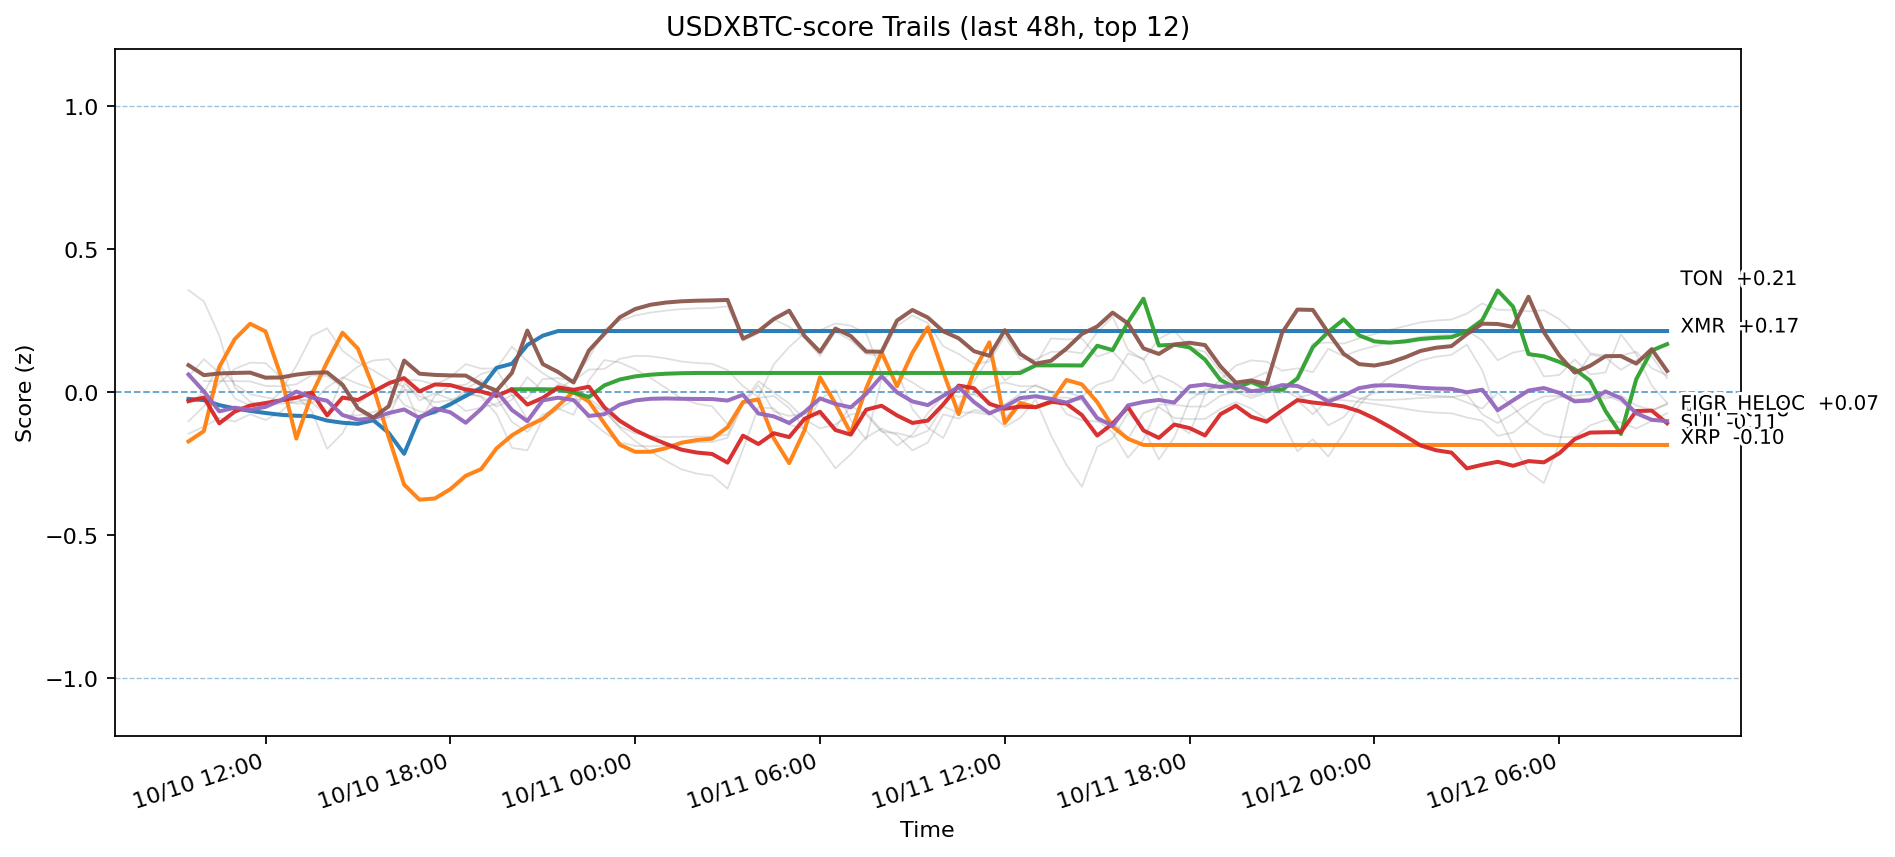 USDXBTC-score Trails (last 48h, top 12)
Score (z)
1.0
0.5
0.0
−0.5
−1.0
TON +0.21
XMR +0.17
FIGR_HELOC +0.07
-0.11
XRP -0.10
10/10 12:00
10/10 18:00
10/11 00:00
10/11 06:00
10/11 12:00
10/11 18:00
10/12 00:00
10/12 06:00
Time